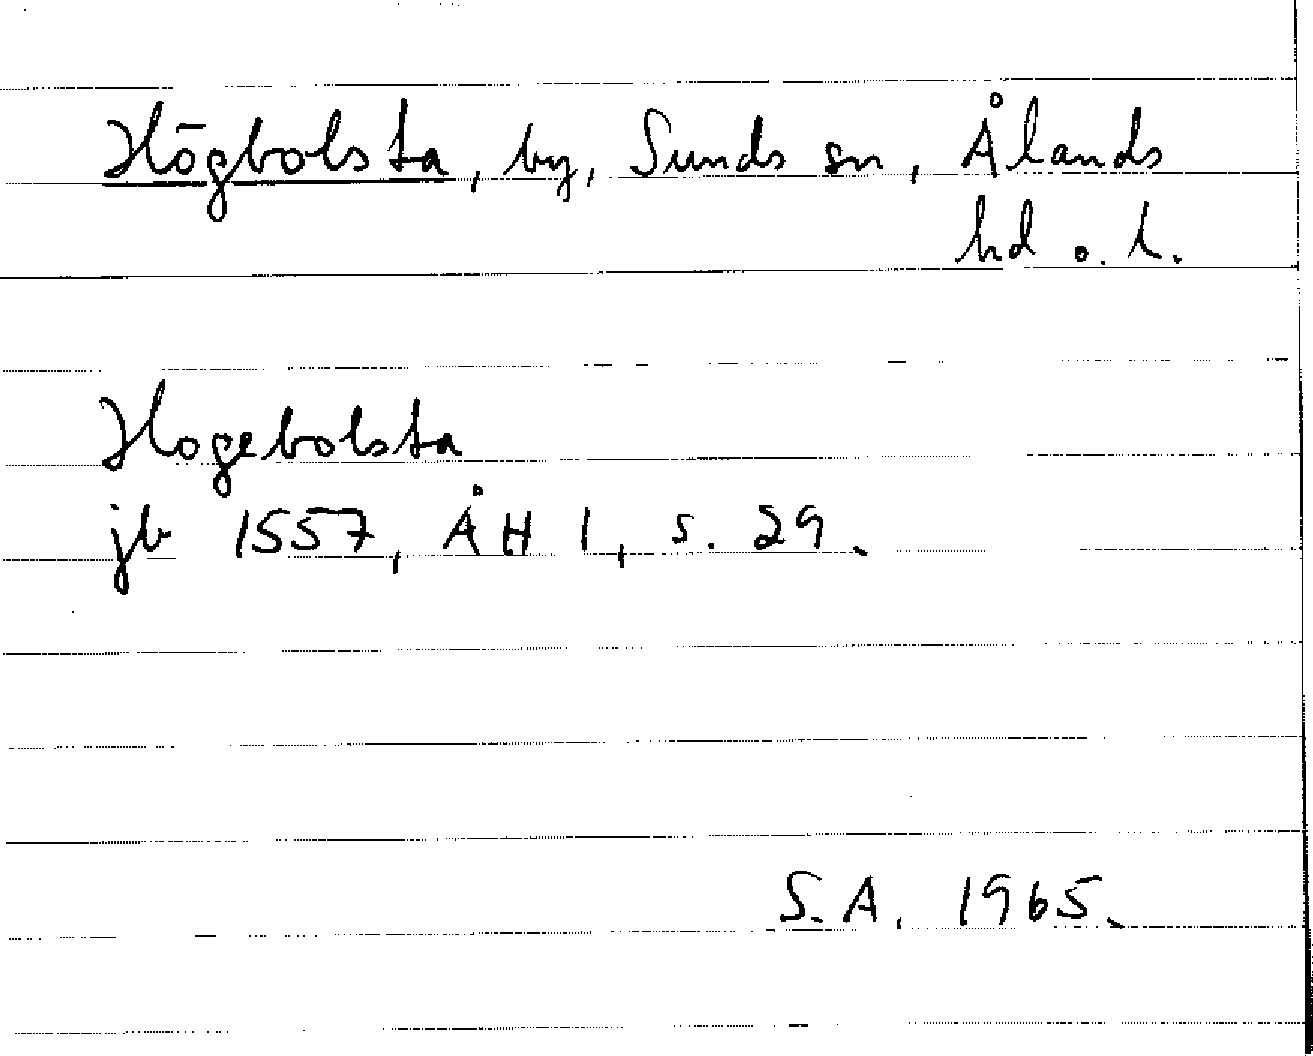 Högbolsta, by, Sunds sn, Ålands
hd o. l.
Hogebolsta
jb 1557, ÅH 1, s. 29.
S.A. 1965.